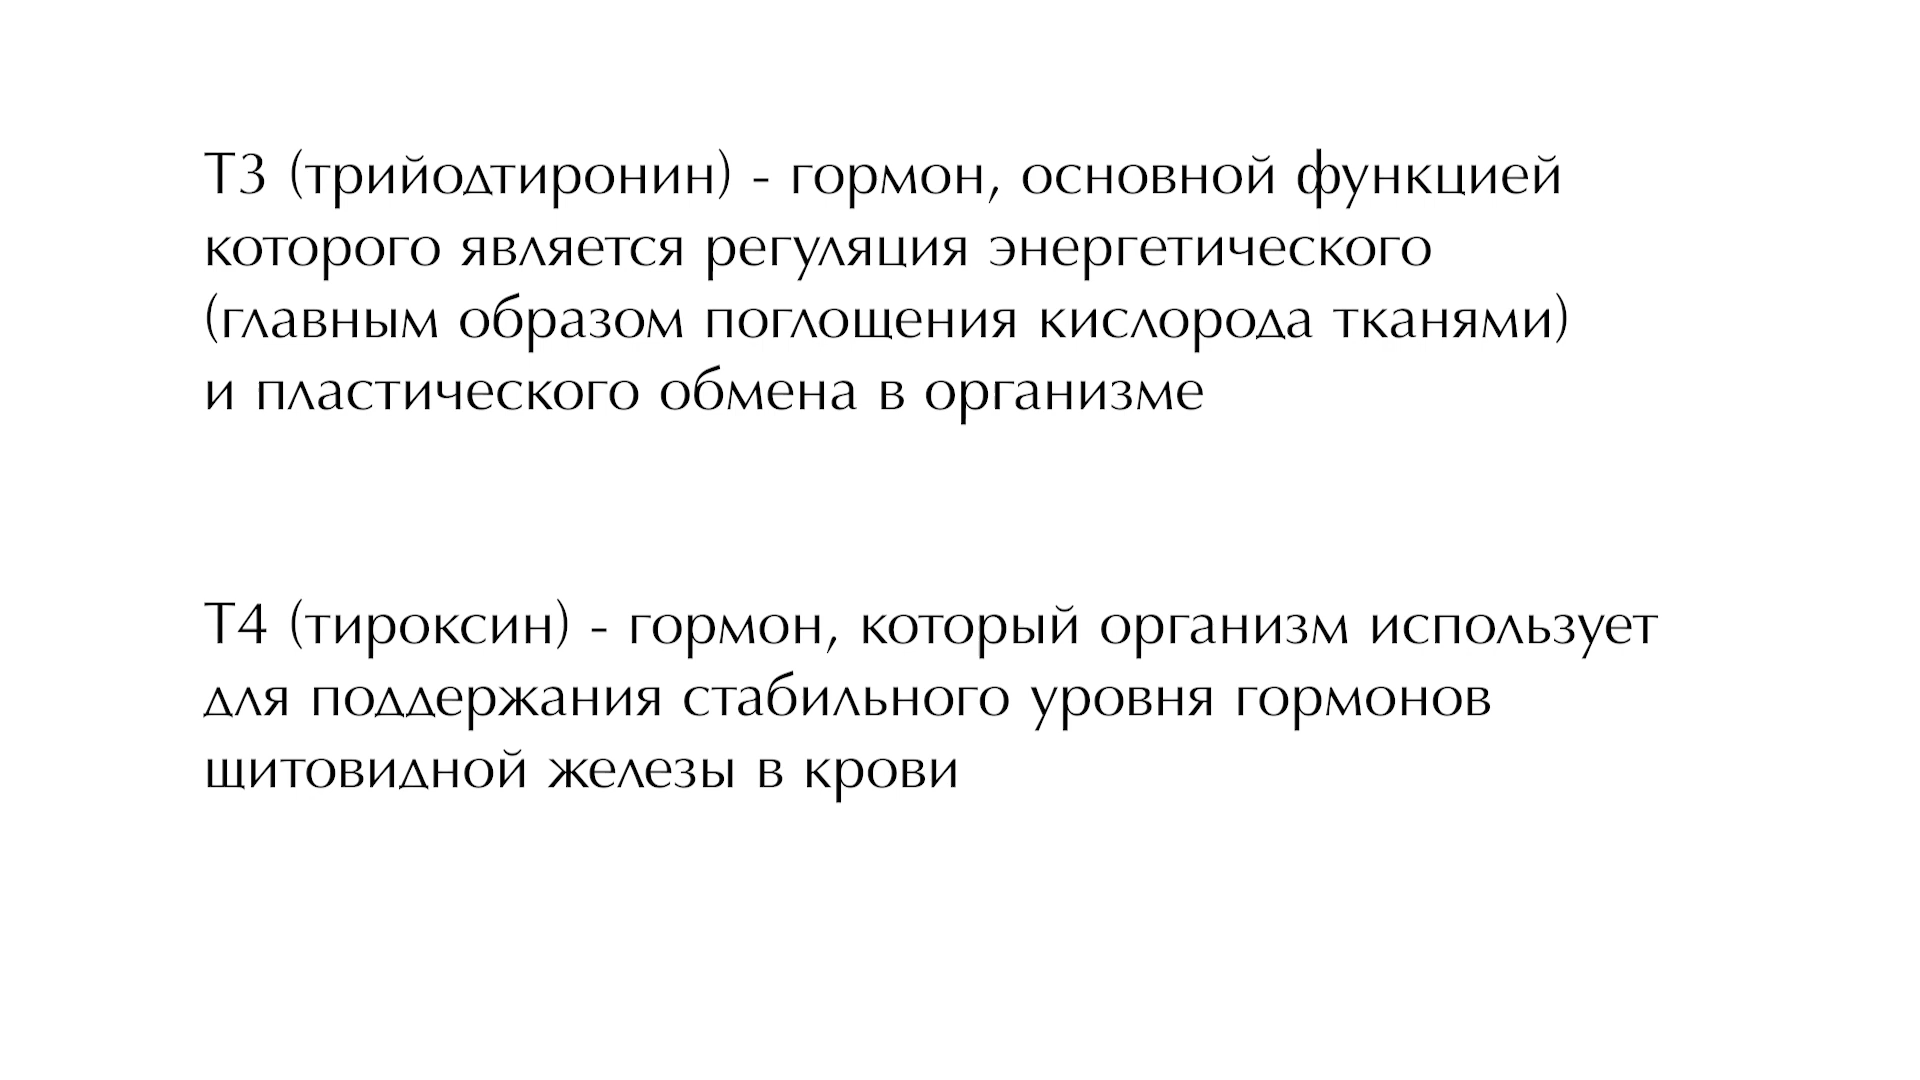 Т3 (трийодтиронин) - гормон, основной функцией
которого является регуляция энергетического
(главным образом поглощения кислорода тканями)
и пластического обмена в организме
Т4 (тироксин) - гормон, который организм использует
для поддержания стабильного уровня гормонов
щитовидной железы в крови